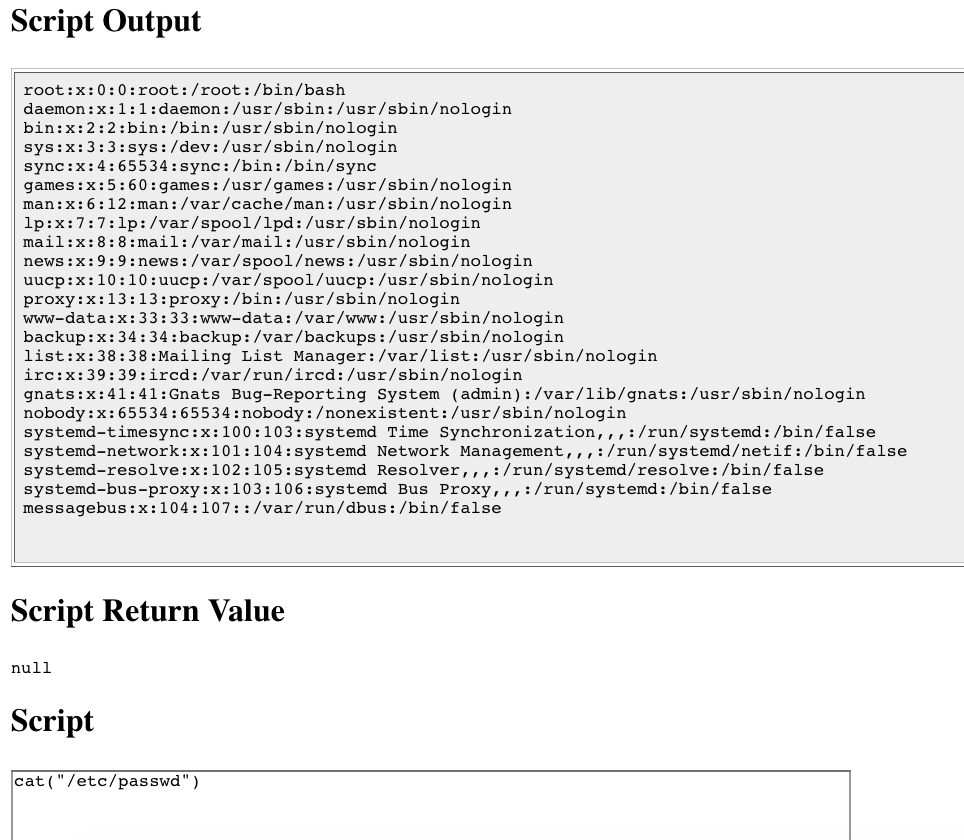 Script Output
root:x:0:0:root:/root:/bin/bash
daemon:x:1:1:daemon:/usr/sbin:/usr/sbin/nologin
bin:x:2:2:bin:/bin:/usr/sbin/nologin
sys:x:3:3:sys:/dev:/usr/sbin/nologin
sync:x:4:65534:sync:/bin:/bin/sync
games:x:5:60:games:/usr/games:/usr/sbin/nologin
man:x:6:12:man:/var/cache/man:/usr/sbin/nologin
lp:x:7:7:lp:/var/spool/lpd:/usr/sbin/nologin
mail:x:8:8:mail:/var/mail:/usr/sbin/nologin
news:x:9:9:news:/var/spool/news:/usr/sbin/nologin
uucp:x:10:10:uucp:/var/spool/uucp:/usr/sbin/nologin
proxy:x:13:13:proxy:/bin:/usr/sbin/nologin
www-data:x:33:33:www-data:/var/www:/usr/sbin/nologin
backup:x:34:34:backup:/var/backups:/usr/sbin/nologin
list:x:38:38:Mailing List Manager:/var/list:/usr/sbin/nologin
irc:x:39:39:ircd:/var/run/ircd:/usr/sbin/nologin
gnats:x:41:41:Gnats Bug-Reporting System (admin):/var/lib/gnats:/usr/sbin/nologin
nobody:x:65534:65534:nobody:/nonexistent:/usr/sbin/nologin
systemd-timesync:x:100:103:systemd Time Synchronization,,,:/run/systemd:/bin/false
systemd-network:x:101:104:systemd Network Management,,,:/run/systemd/netif:/bin/false
systemd-resolve:x:102:105:systemd Resolver,,,:/run/systemd/resolve:/bin/false
systemd-bus-proxy:x:103:106:systemd Bus Proxy,,,:/run/systemd:/bin/false
messagebus:x:104:107::/var/run/dbus:/bin/false
Script Return Value
null
Script
cat("/etc/passwd")